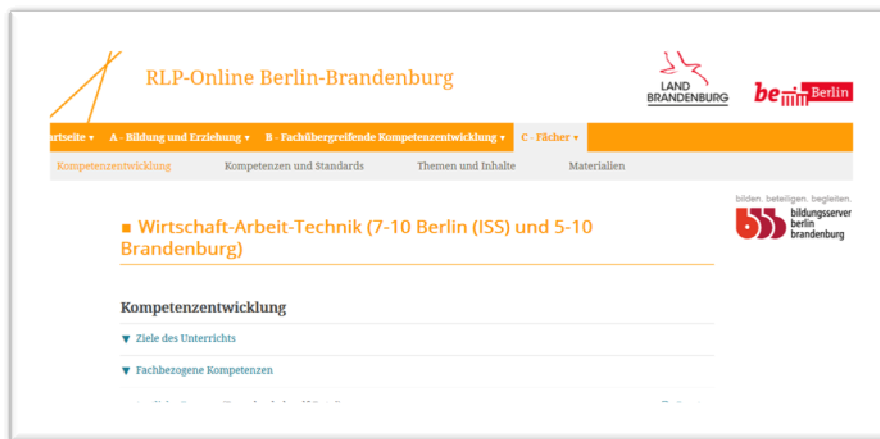 RLP-Online Berlin-Brandenburg
LAND
BRANDENBURG
be Berlin
artseite A - Bildung und Erziehung B - Fachübergreifende Kompetenzentwicklung C - Fächer
Kompetenzentwicklung Kompetenzen und Standards Themen und Inhalte Materialien
bilden. beteiligen. begleiten.
bildungsserver
berlin
brandenburg
Wirtschaft-Arbeit-Technik (7-10 Berlin (ISS) und 5-10
Brandenburg)
Kompetenzentwicklung
Ziele des Unterrichts
Fachbezogene Kompetenzen